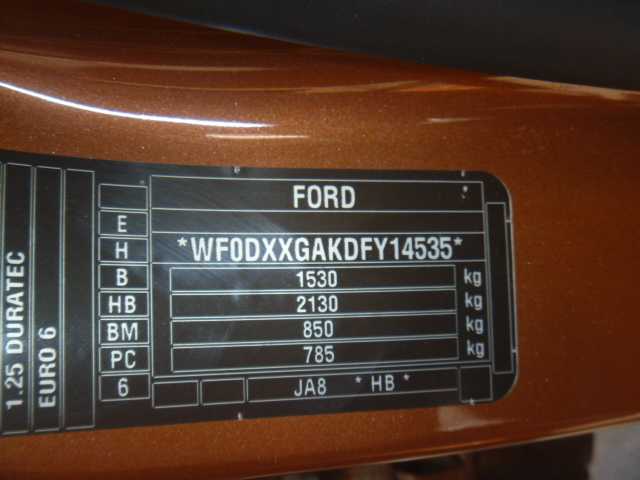 FORD
E
H *WF0DXXGAKDFY14535*
B 1530 kg
HB 2130 kg
BM 850 kg
PC 785 kg
6 JA8 * HB *
1.25 DURATEC
EURO 6